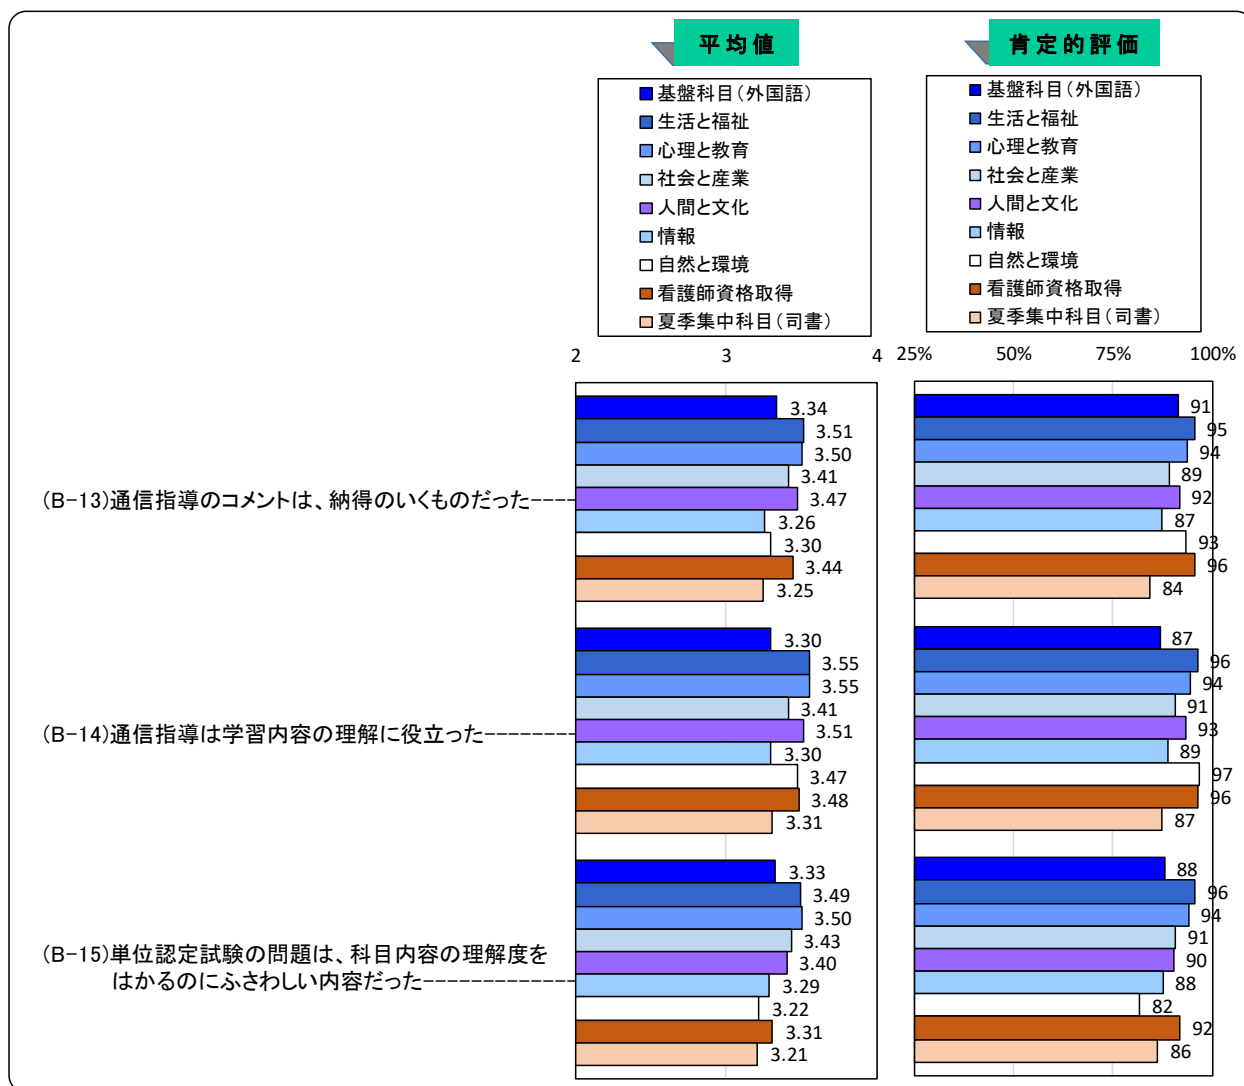 平均値
肯定的評価
基盤科目(外国語)
生活と福祉
心理と教育
社会と産業
人間と文化
情報
自然と環境
看護師資格取得
夏季集中科目(司書)
基盤科目(外国語)
生活と福祉
心理と教育
社会と産業
人間と文化
情報
自然と環境
看護師資格取得
夏季集中科目(司書)
2 3 4
25% 50% 75% 100%
(B-13)通信指導のコメントは、納得のいくものだった
3.34
3.51
3.50
3.41
3.47
3.26
3.30
3.44
3.25
91
95
94
89
92
87
93
96
84
(B-14)通信指導は学習内容の理解に役立った
3.30
3.55
3.55
3.41
3.51
3.30
3.47
3.48
3.31
87
96
94
91
93
89
97
96
87
(B-15)単位認定試験の問題は、科目内容の理解度を
はかるのにふさわしい内容だった
3.33
3.49
3.50
3.43
3.40
3.29
3.22
3.31
3.21
88
96
94
91
90
88
82
92
86